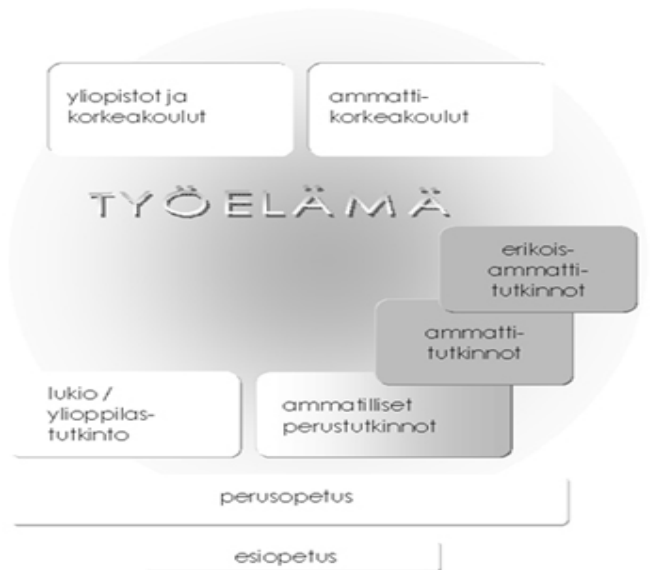 yliopistot ja
korkeakoulut
ammatti-
korkeakoulut
TYÖELÄMÄ
erikois-
ammatti-
tutkinnot
ammatti-
tutkinnot
lukio /
ylioppilas-
tutkinto
ammatilliset
perustutkinnot
perusopetus
esiopetus